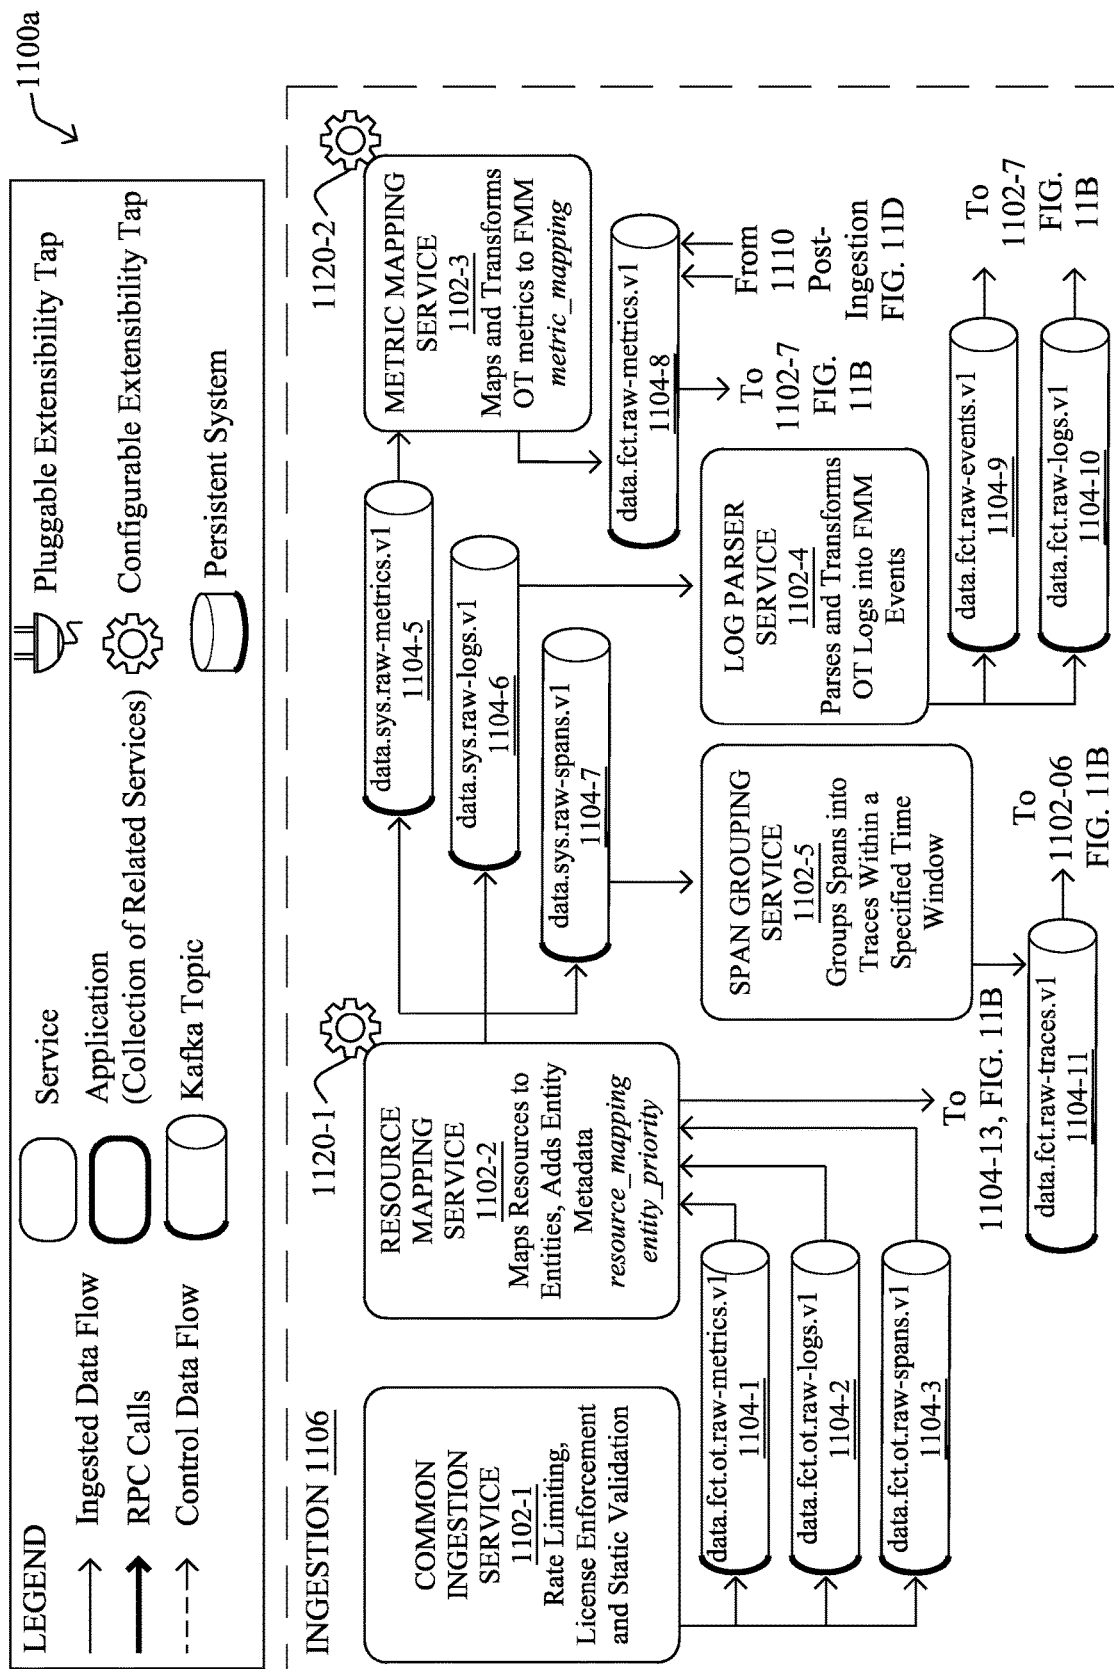 1100a
LEGEND
Ingested Data Flow
RPC Calls
Control Data Flow
Service
Application
(Collection of Related Services)
Kafka Topic
Pluggable Extensibility Tap
Configurable Extensibility Tap
Persistent System
INGESTION 1106
COMMON
INGESTION
SERVICE
1102-1
Rate Limiting,
License Enforcement
and Static Validation
data.fct.ot.raw-metrics.v1
1104-1
data.fct.ot.raw-logs.v1
1104-2
data.fct.ot.raw-spans.v1
1104-3
1120-1
RESOURCE
MAPPING
SERVICE
1102-2
Maps Resources to
Entities, Adds Entity
Metadata
resource_mapping
entity_priority
To
1104-13, FIG. 11B
data.sys.raw-metrics.v1
1104-5
data.sys.raw-logs.v1
1104-6
data.sys.raw-spans.v1
1104-7
SPAN GROUPING
SERVICE
1102-5
Groups Spans into
Traces Within a
Specified Time
Window
data.fct.raw-traces.v1
1104-11
To
1102-06
FIG. 11B
1120-2
METRIC MAPPING
SERVICE
1102-3
Maps and Transforms
OT metrics to FMM
metric_mapping
data.fct.raw-metrics.v1
1104-8
To
1102-7
FIG.
11B
From
1110
Post-
Ingestion
FIG. 11D
LOG PARSER
SERVICE
1102-4
Parses and Transforms
OT Logs into FMM
Events
data.fct.raw-events.v1
1104-9
data.fct.raw-logs.v1
1104-10
To
1102-7
FIG.
11B